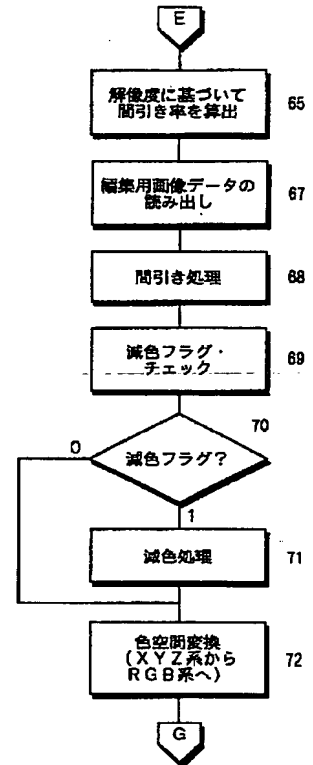 E
解像度に基づいて
間引き率を算出
65
編集用画像データの
読み出し
67
間引き処理
68
減色フラグ・
チェック
69
70
減色フラグ?
0
1
減色処理
71
色空間変換
(XYZ系から
RGB系へ)
72
G